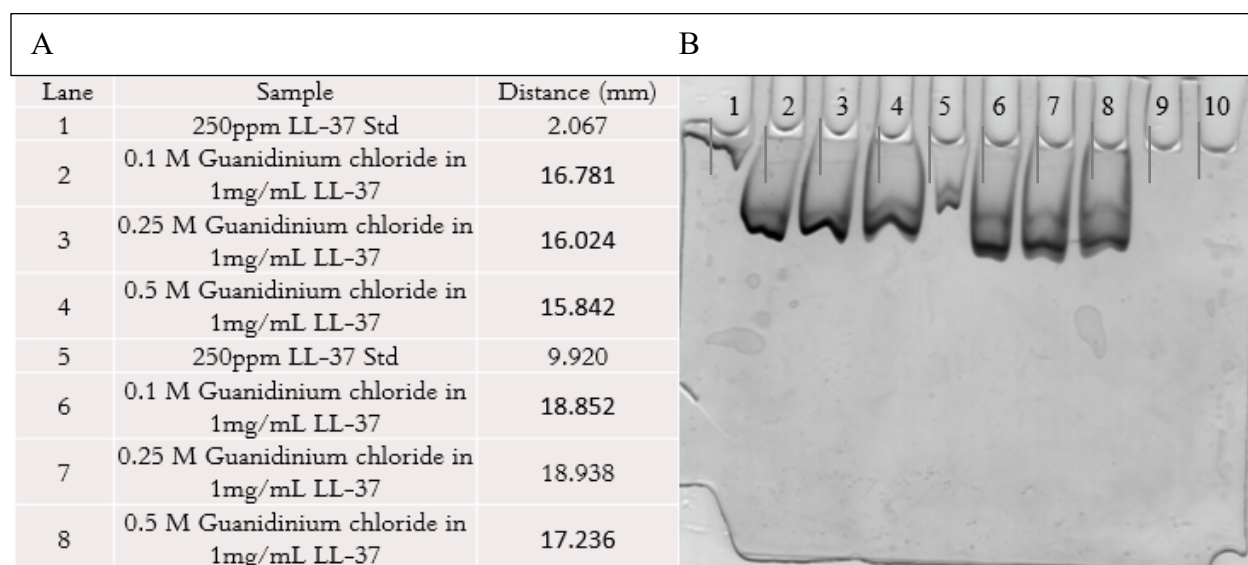 A B
Lane Sample Distance (mm)
1 250ppm LL-37 Std 2.067
2 0.1 M Guanidinium chloride in
1mg/mL LL-37 16.781
3 0.25 M Guanidinium chloride in
1mg/mL LL-37 16.024
4 0.5 M Guanidinium chloride in
1mg/mL LL-37 15.842
5 250ppm LL-37 Std 9.920
6 0.1 M Guanidinium chloride in
1mg/mL LL-37 18.852
7 0.25 M Guanidinium chloride in
1mg/mL LL-37 18.938
8 0.5 M Guanidinium chloride in
1mg/mL LL-37 17.236
1 2 3 4 5 6 7 8 9 10